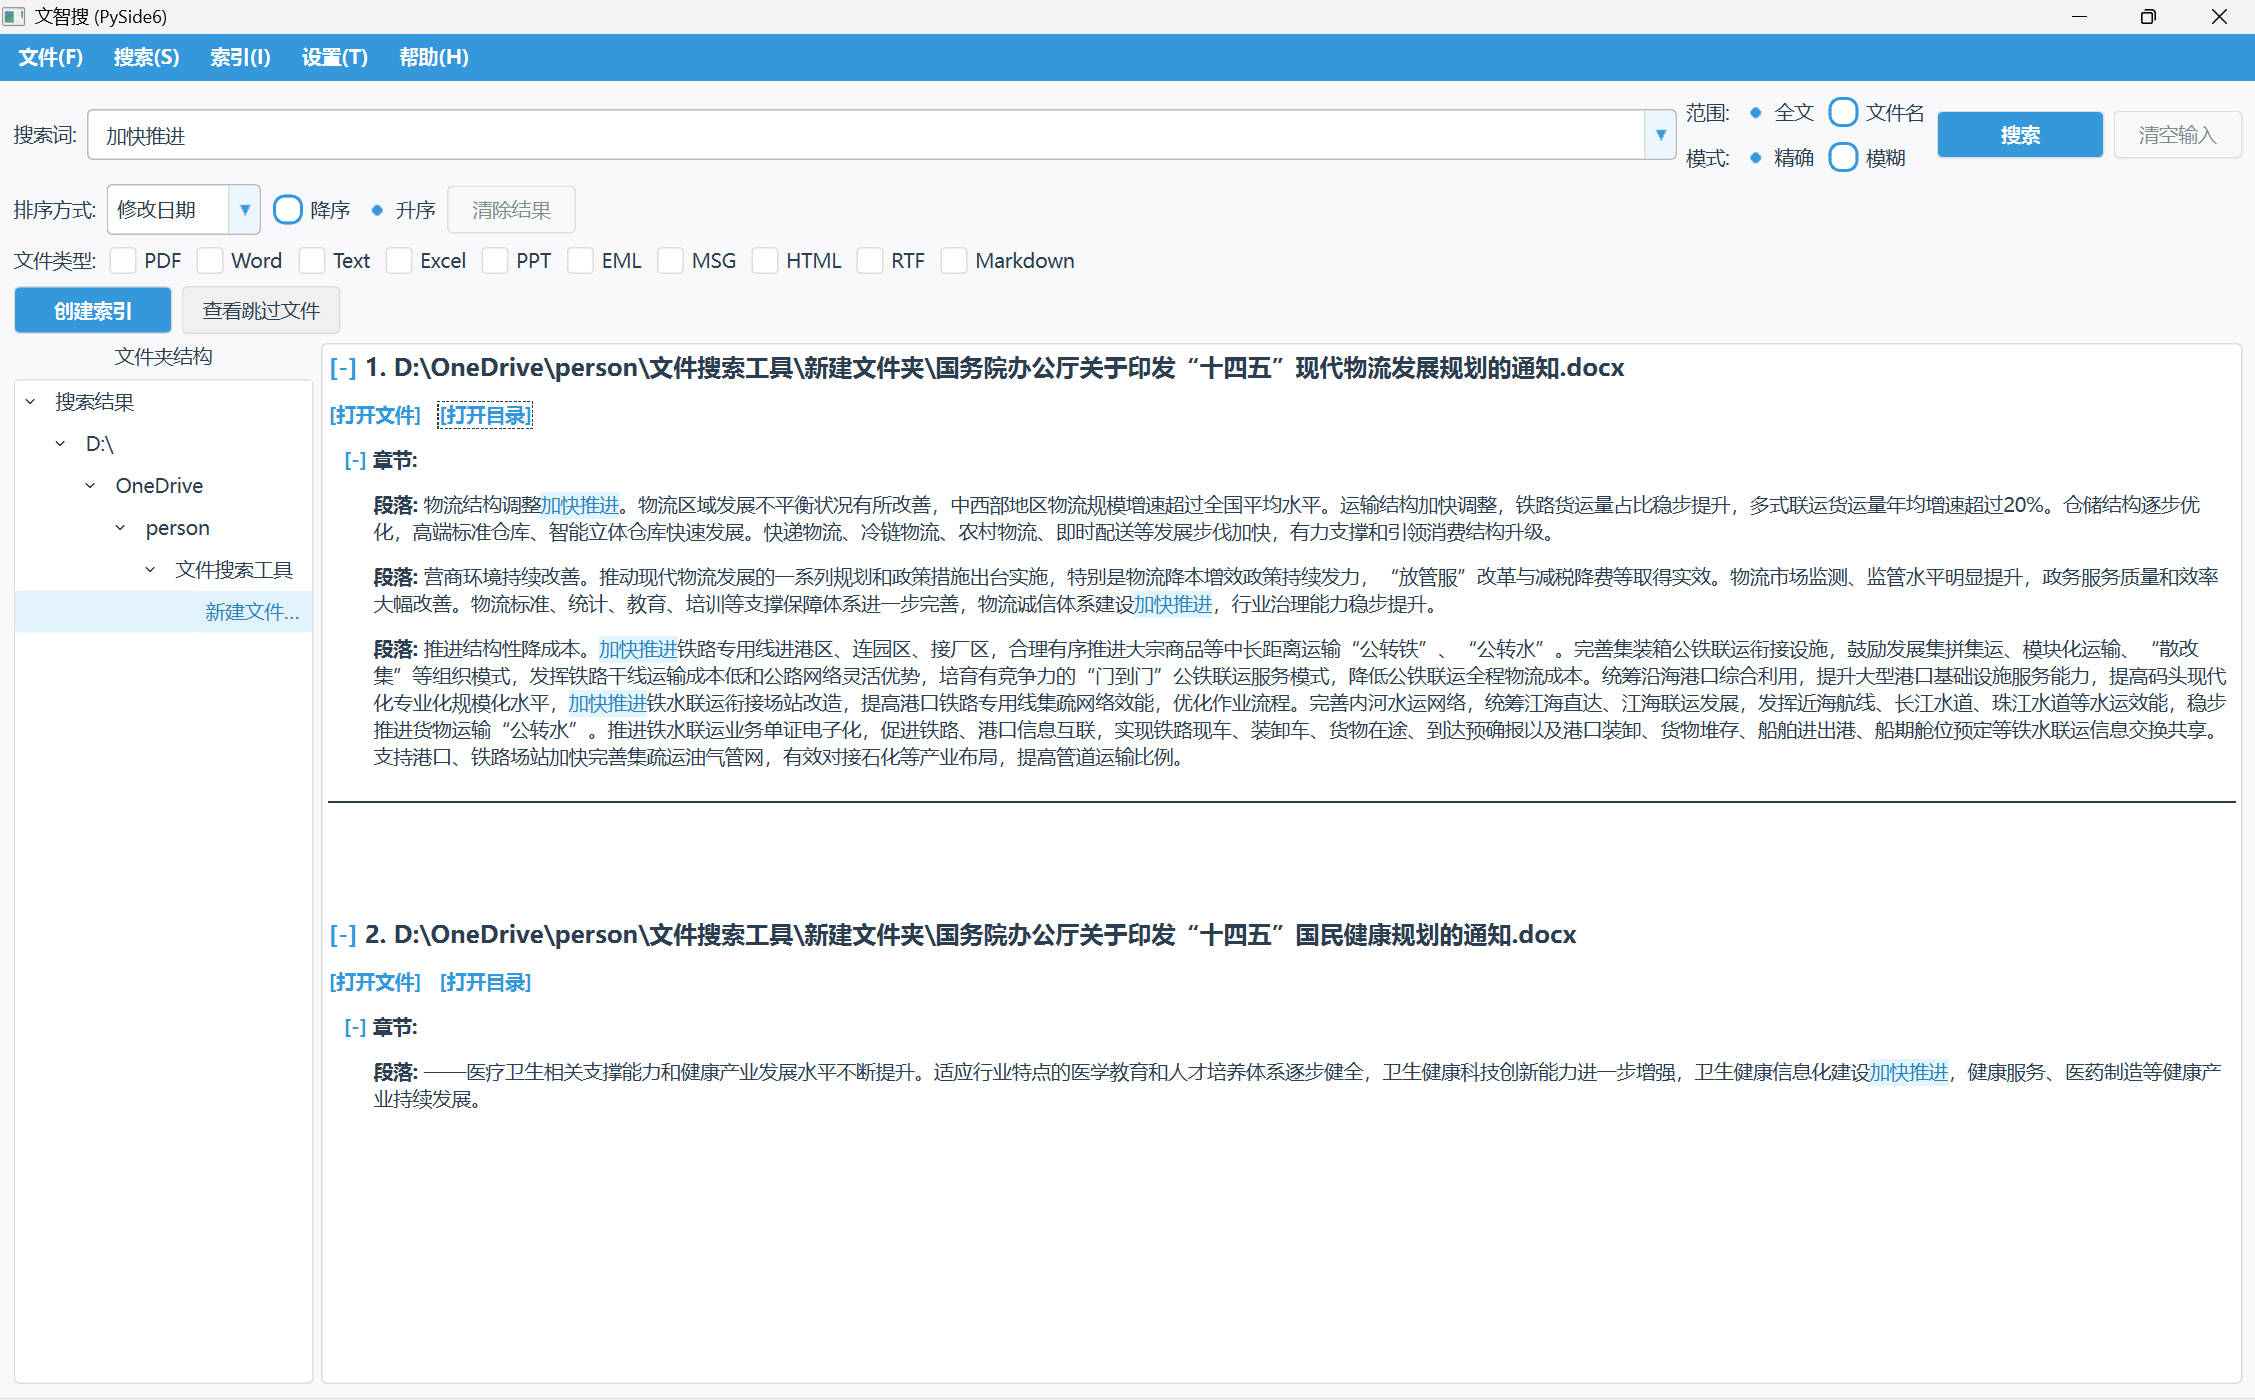 文智搜 (PySide6)
文件(F) 搜索(S) 索引(I) 设置(T) 帮助(H)
搜索词: 加快推进
范围: 全文 文件名
模式: 精确 模糊
搜索 清空输入
排序方式: 修改日期 降序 升序 清除结果
文件类型: PDF Word Text Excel PPT EML MSG HTML RTF Markdown
创建索引 查看跳过文件
文件夹结构
搜索结果
D:\
OneDrive
person
文件搜索工具
新建文件...
[-] 1. D:\OneDrive\person\文件搜索工具\新建文件夹\国务院办公厅关于印发“十四五”现代物流发展规划的通知.docx
[打开文件] [打开目录]
[-] 章节:
段落: 物流结构调整加快推进。物流区域发展不平衡状况有所改善，中西部地区物流规模增速超过全国平均水平。运输结构加快调整，铁路货运量占比稳步提升，多式联运货运量年均增速超过20%。仓储结构逐步优
化，高端标准仓库、智能立体仓库快速发展。快递物流、冷链物流、农村物流、即时配送等发展步伐加快，有力支撑和引领消费结构升级。
段落: 营商环境持续改善。推动现代物流发展的一系列规划和政策措施出台实施，特别是物流降本增效政策持续发力，“放管服”改革与减税降费等取得实效。物流市场监测、监管水平明显提升，政务服务质量和效率
大幅改善。物流标准、统计、教育、培训等支撑保障体系进一步完善，物流诚信体系建设加快推进，行业治理能力稳步提升。
段落: 推进结构性降成本。加快推进铁路专用线进港区、连园区、接厂区，合理有序推进大宗商品等中长距离运输“公转铁”、“公转水”。完善集装箱公铁联运衔接设施，鼓励发展集拼集运、模块化运输、“散改
集”等组织模式，发挥铁路干线运输成本低和公路网络灵活优势，培育有竞争力的“门到门”公铁联运服务模式，降低公铁联运全程物流成本。统筹沿海港口综合利用，提升大型港口基础设施服务能力，提高码头现代
化专业化规模化水平，加快推进铁水联运衔接场站改造，提高港口铁路专用线集疏网络效能，优化作业流程。完善内河水运网络，统筹江海直达、江海联运发展，发挥近海航线、长江水道、珠江水道等水运效能，稳步
推进货物运输“公转水”。推进铁水联运业务单证电子化，促进铁路、港口信息互联，实现铁路现车、装卸车、货物在途、到达预确报以及港口装卸、货物堆存、船舶进出港、船期舱位预定等铁水联运信息交换共享。
支持港口、铁路场站加快完善集疏运油气管网，有效对接石化等产业布局，提高管道运输比例。
[-] 2. D:\OneDrive\person\文件搜索工具\新建文件夹\国务院办公厅关于印发“十四五”国民健康规划的通知.docx
[打开文件] [打开目录]
[-] 章节:
段落: ——医疗卫生相关支撑能力和健康产业发展水平不断提升。适应行业特点的医学教育和人才培养体系逐步健全，卫生健康科技创新能力进一步增强，卫生健康信息化建设加快推进，健康服务、医药制造等健康产
业持续发展。